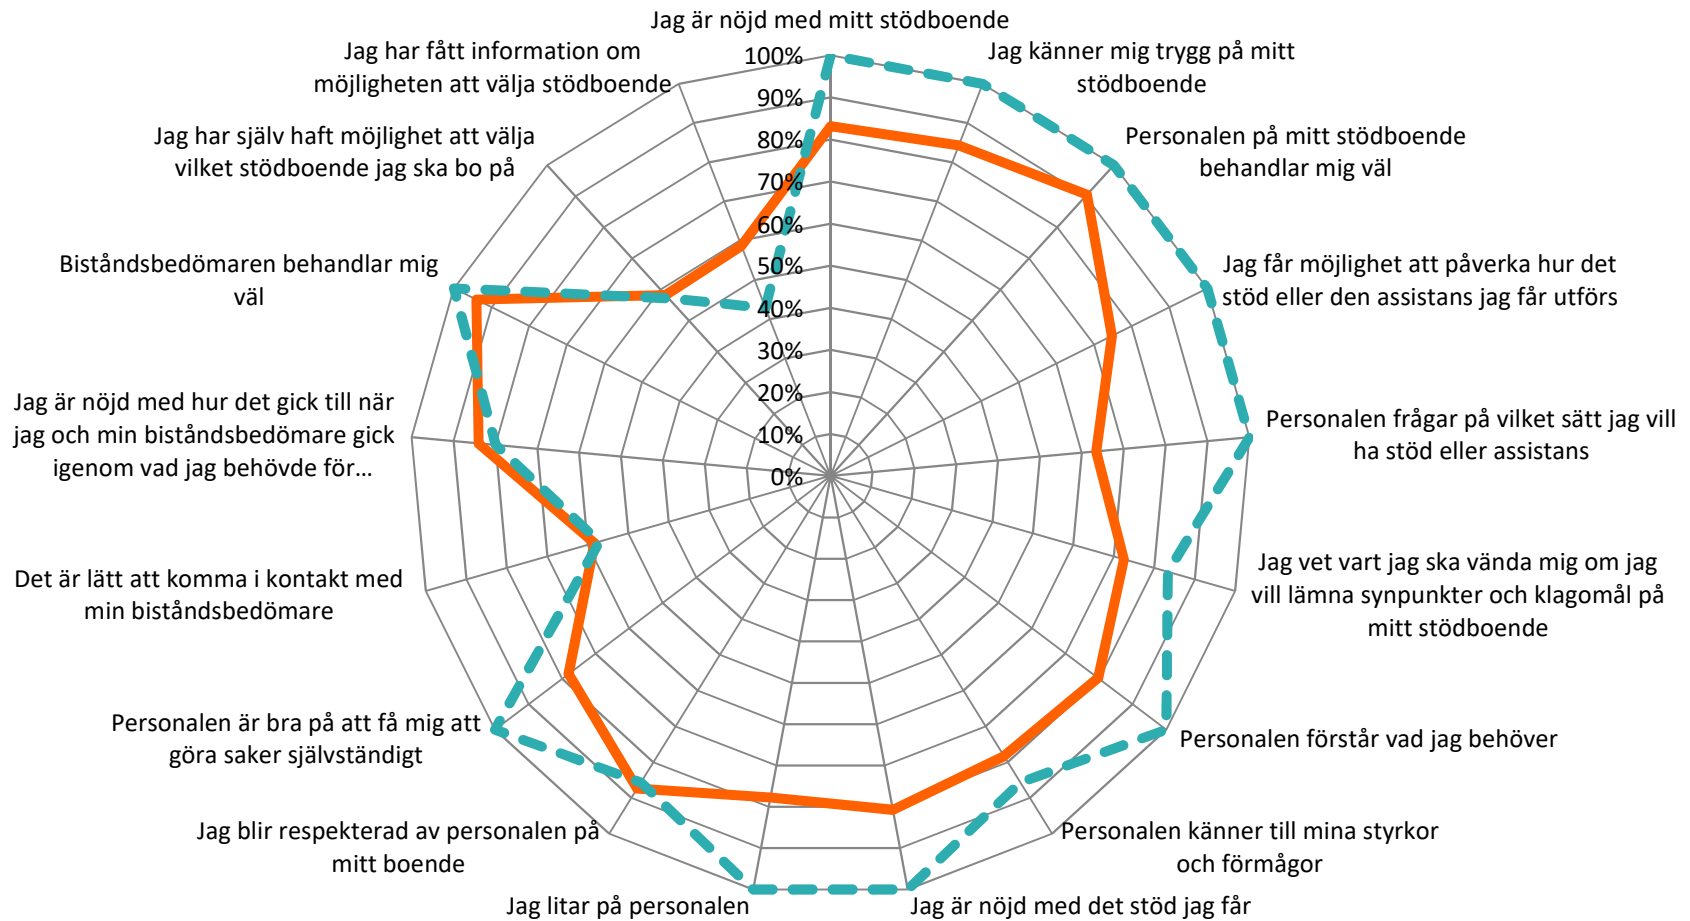 Jag är nöjd med mitt stödboende
Jag känner mig trygg på mitt
stödboende
Personalen på mitt stödboende
behandlar mig väl
Jag får möjlighet att påverka hur det
stöd eller den assistans jag får utförs
Personalen frågar på vilket sätt jag vill
ha stöd eller assistans
Jag vet vart jag ska vända mig om jag
vill lämna synpunkter och klagomål på
mitt stödboende
Personalen förstår vad jag behöver
Personalen känner till mina styrkor
och förmågor
Jag är nöjd med det stöd jag får
Jag litar på personalen
Jag blir respekterad av personalen på
mitt boende
Personalen är bra på att få mig att
göra saker självständigt
Det är lätt att komma i kontakt med
min biståndsbedömare
Jag är nöjd med hur det gick till när
jag och min biståndsbedömare gick
igenom vad jag behövde för...
Biståndsbedömaren behandlar mig
väl
Jag har själv haft möjlighet att välja
vilket stödboende jag ska bo på
Jag har fått information om
möjligheten att välja stödboende
100%
90%
80%
70%
60%
50%
40%
30%
20%
10%
0%